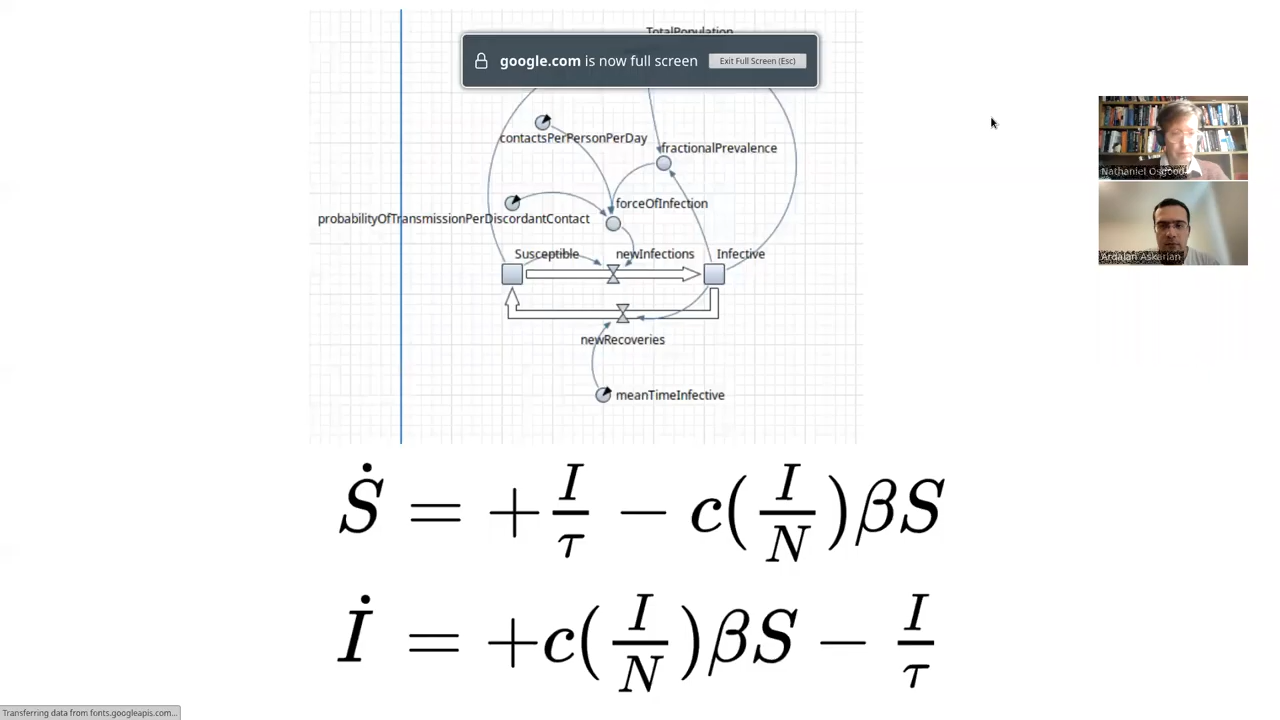 TotalPopulation
google.com is now full screen Exit Full Screen (Esc)
contactsPerPersonPerDay
fractionalPrevalence
Nathaniel Osgood
forceOfInfection
probabilityOfTransmissionPerDiscordantContact
Susceptible newInfections Infective
Ardalan Askarian
newRecoveries
meanTimeInfective
Ṡ = +I/τ − c(I/N)βS
İ = +c(I/N)βS − I/τ
Transferring data from fonts.googleapis.com...